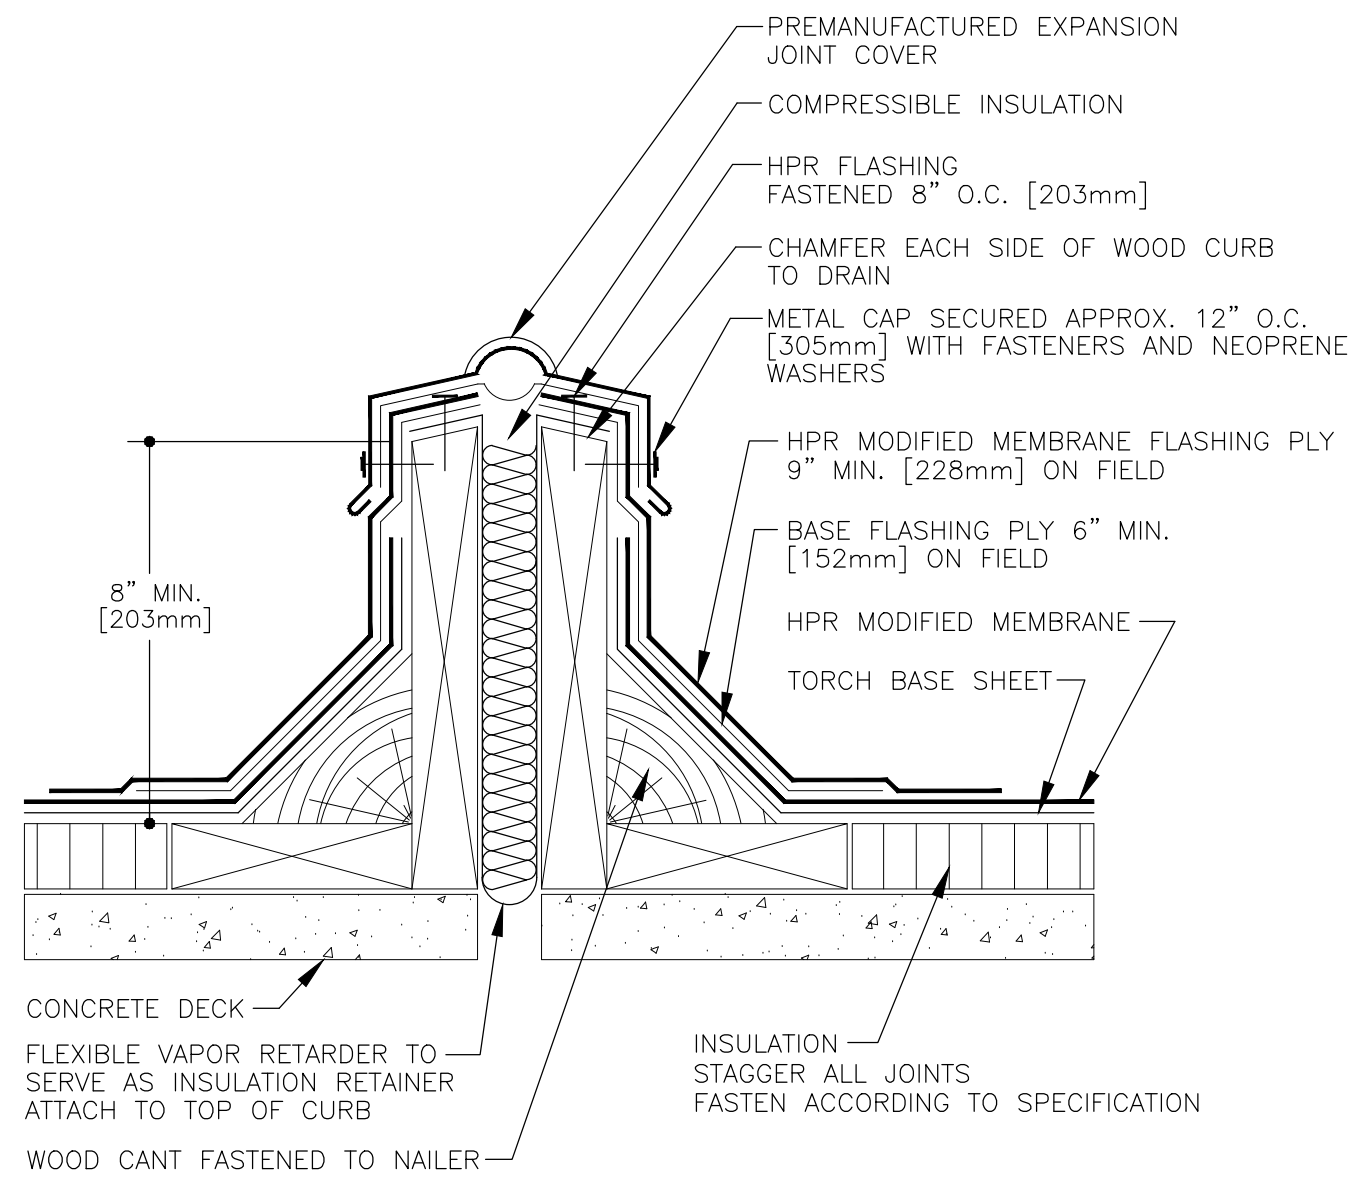 PREMANUFACTURED EXPANSION
JOINT COVER
COMPRESSIBLE INSULATION
HPR FLASHING
FASTENED 8" O.C. [203mm]
CHAMFER EACH SIDE OF WOOD CURB
TO DRAIN
METAL CAP SECURED APPROX. 12" O.C.
[305mm] WITH FASTENERS AND NEOPRENE
WASHERS
HPR MODIFIED MEMBRANE FLASHING PLY
9" MIN. [228mm] ON FIELD
BASE FLASHING PLY 6" MIN.
[152mm] ON FIELD
8" MIN.
[203mm]
HPR MODIFIED MEMBRANE
TORCH BASE SHEET
CONCRETE DECK
FLEXIBLE VAPOR RETARDER TO
SERVE AS INSULATION RETAINER
ATTACH TO TOP OF CURB
WOOD CANT FASTENED TO NAILER
INSULATION
STAGGER ALL JOINTS
FASTEN ACCORDING TO SPECIFICATION